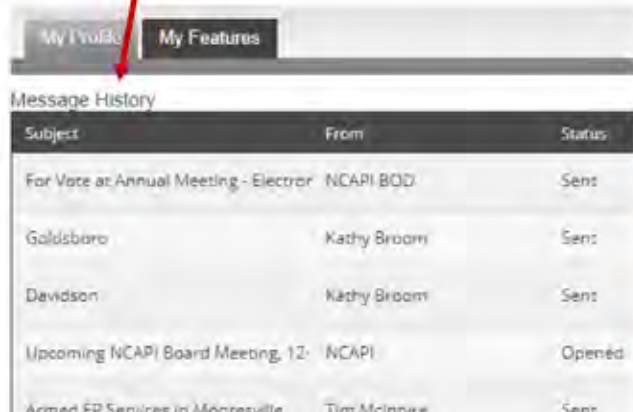 My Profile My Features
Message History
Subject From Status
For Vote at Annual Meeting - Electror NCAPI BOD Sent
Goldsboro Kathy Broom Sent
Davidson Kathy Broom Sent
Upcoming NCAPI Board Meeting, 12- NCAPI Opened
Armed EP Services in Mooresville Tim Sent